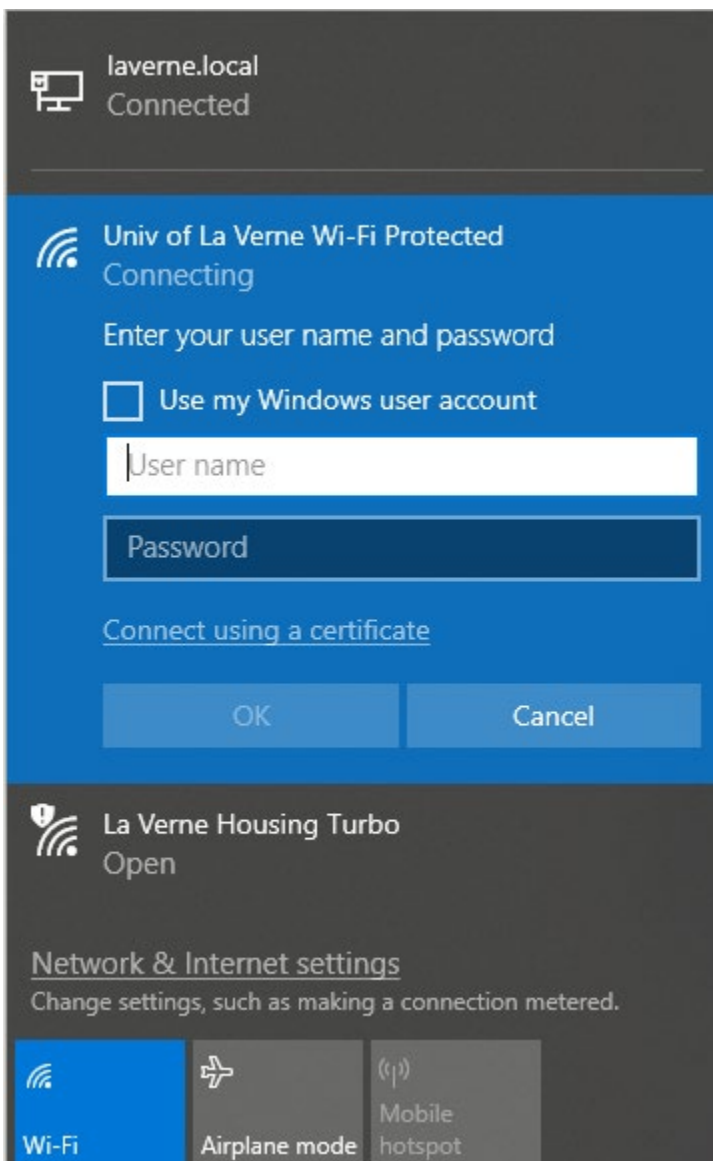 laverne.local
Connected
Univ of La Verne Wi-Fi Protected
Connecting
Enter your user name and password
Use my Windows user account
User name
Password
Connect using a certificate
OK
Cancel
La Verne Housing Turbo
Open
Network & Internet settings
Change settings, such as making a connection metered.
Wi-Fi
Airplane mode
Mobile
hotspot